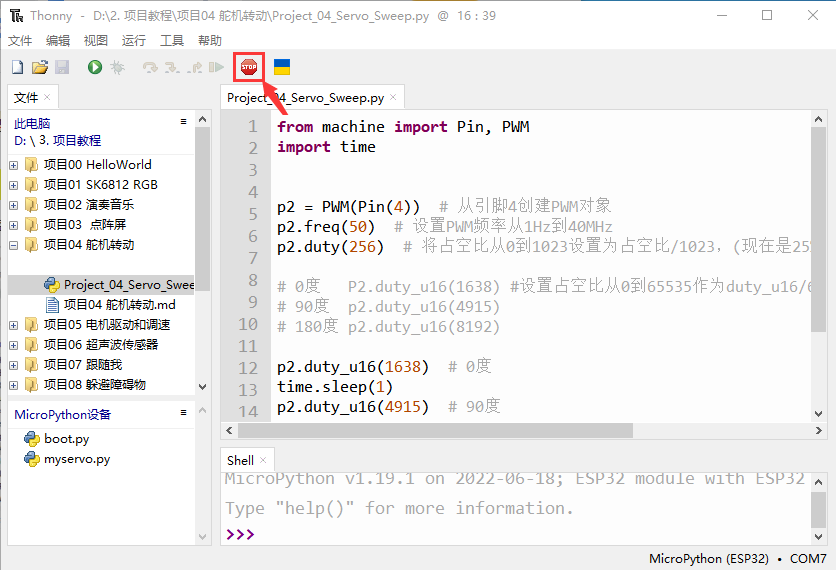 Thonny - D:\2. 项目教程\项目04 舵机转动\Project_04_Servo_Sweep.py @ 16 : 39
文件 编辑 视图 运行 工具 帮助
STOP
文件 ×
此电脑
D: \ 3. 项目教程
项目00 HelloWorld
项目01 SK6812 RGB
项目02 演奏音乐
项目03 点阵屏
项目04 舵机转动
Project_04_Servo_Swee
项目04 舵机转动.md
项目05 电机驱动和调速
项目06 超声波传感器
项目07 跟随我
项目08 躲避障碍物
MicroPython设备
boot.py
myservo.py
Project_04_Servo_Sweep.py ×
1 from machine import Pin, PWM
2 import time
3
4
5 p2 = PWM(Pin(4)) # 从引脚4创建PWM对象
6 p2.freq(50) # 设置PWM频率从1Hz到40MHz
7 p2.duty(256) # 将占空比从0到1023设置为占空比/1023，(现在是25
8
9 # 0度 P2.duty_u16(1638) #设置占空比从0到65535作为duty_u16/6
10 # 90度 p2.duty_u16(4915)
11 # 180度 p2.duty_u16(8192)
12
13 p2.duty_u16(1638) # 0度
14 time.sleep(1)
p2.duty_u16(4915) # 90度
Shell ×
MicroPython v1.19.1 on 2022-06-18; ESP32 module with ESP32
Type "help()" for more information.
>>>
MicroPython (ESP32) • COM7